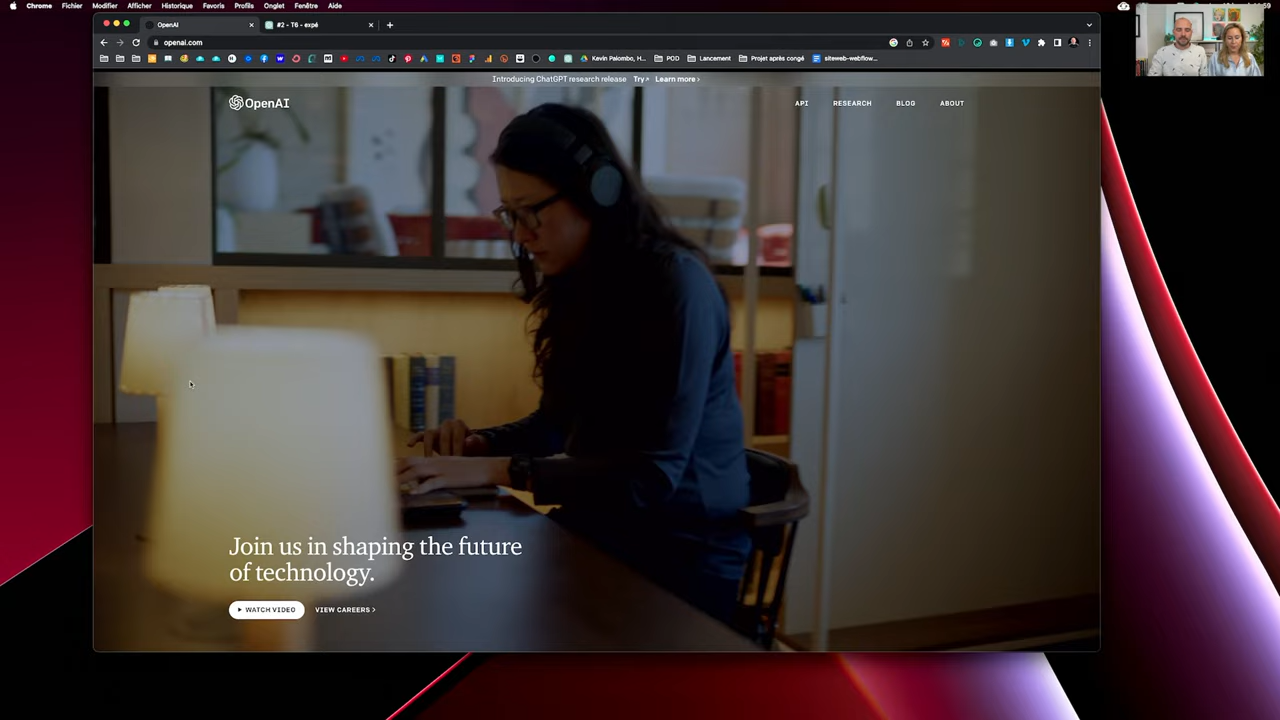 Chrome Fichier Modifier Afficher Historique Favoris Profils Onglet Fenêtre Aide
OpenAI
#2 - T6 - expé
openai.com
Kevin Palombo, H...
POD
Lancement
Projet après congé
siteweb-webflow...
Introducing ChatGPT research release Try Learn more
OpenAI
API RESEARCH BLOG ABOUT
Join us in shaping the future
of technology.
WATCH VIDEO VIEW CAREERS